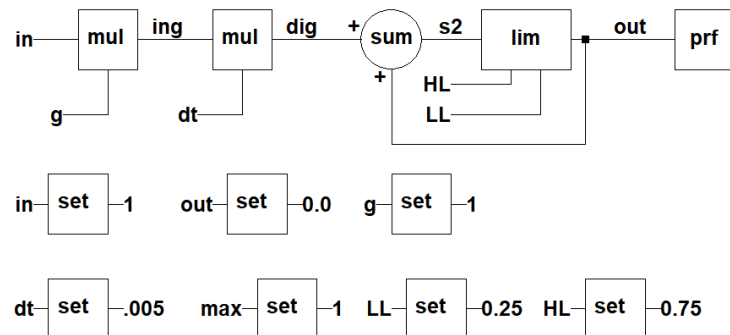 in mul ing mul dig + sum s2 lim out prf
+
g dt HL
LL
in set 1 out set 0.0 g set 1
dt set .005 max set 1 LL set 0.25 HL set 0.75